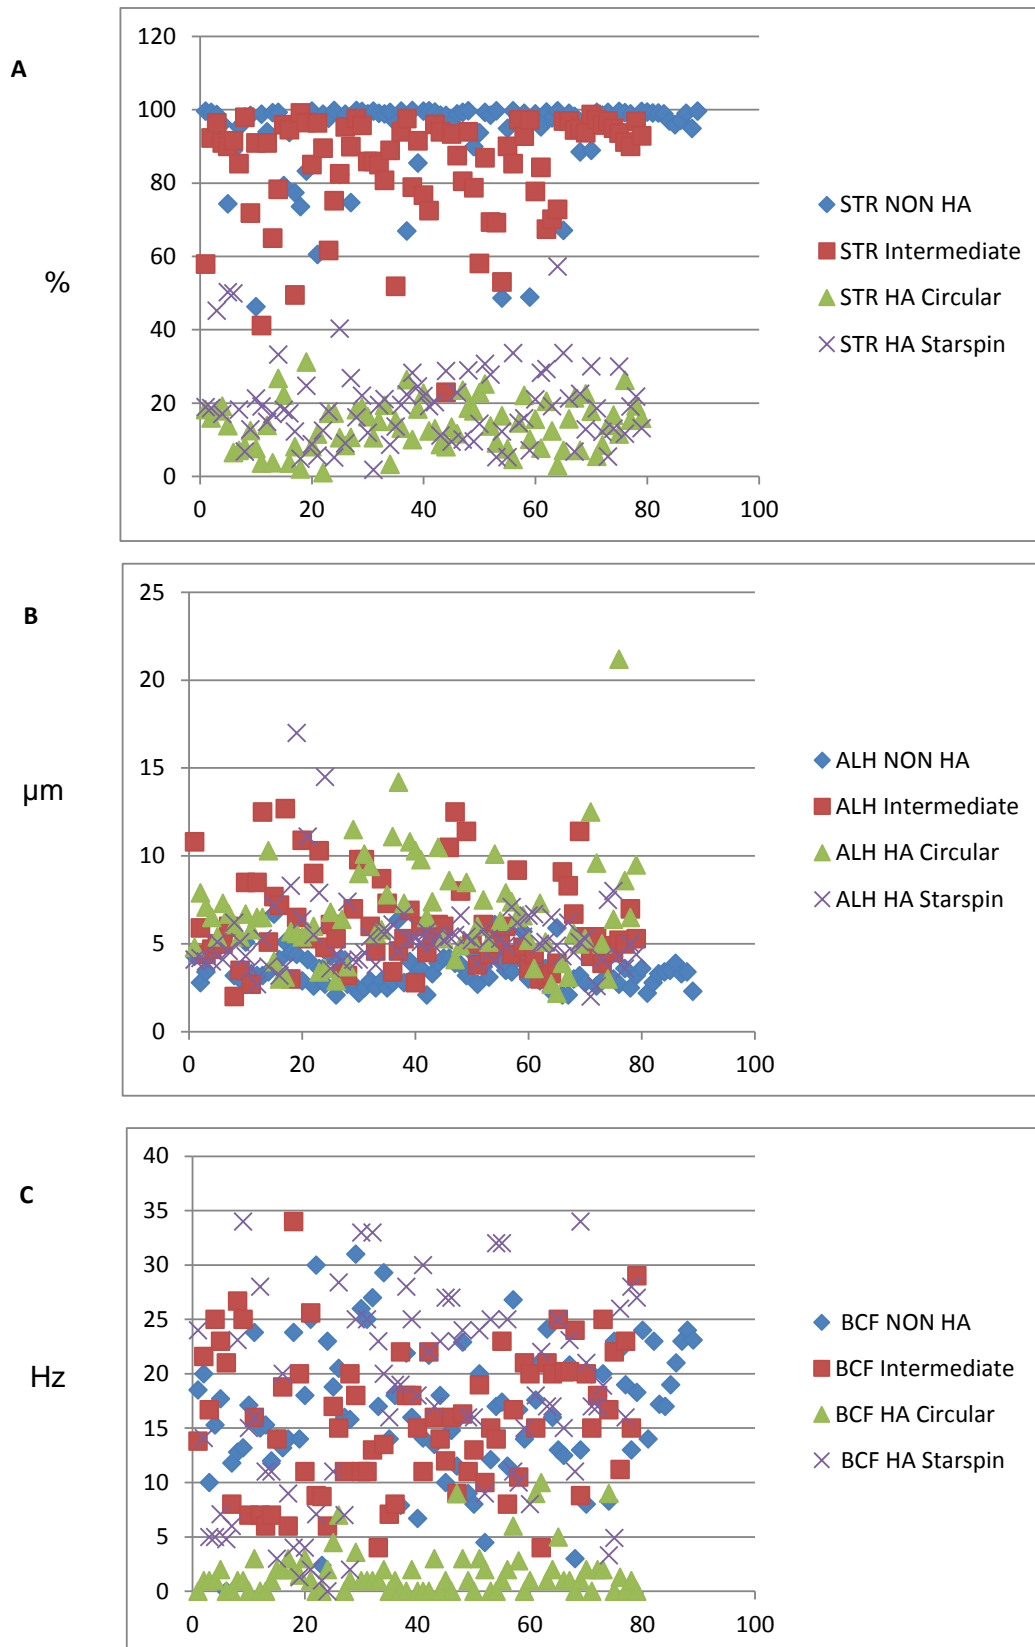 A
120
100
80
60
40
20
0
%
0 20 40 60 80 100
STR NON HA
STR Intermediate
STR HA Circular
STR HA Starspin
B
25
20
15
10
5
0
µm
0 20 40 60 80 100
ALH NON HA
ALH Intermediate
ALH HA Circular
ALH HA Starspin
C
40
35
30
25
20
15
10
5
0
Hz
0 20 40 60 80 100
BCF NON HA
BCF Intermediate
BCF HA Circular
BCF HA Starspin